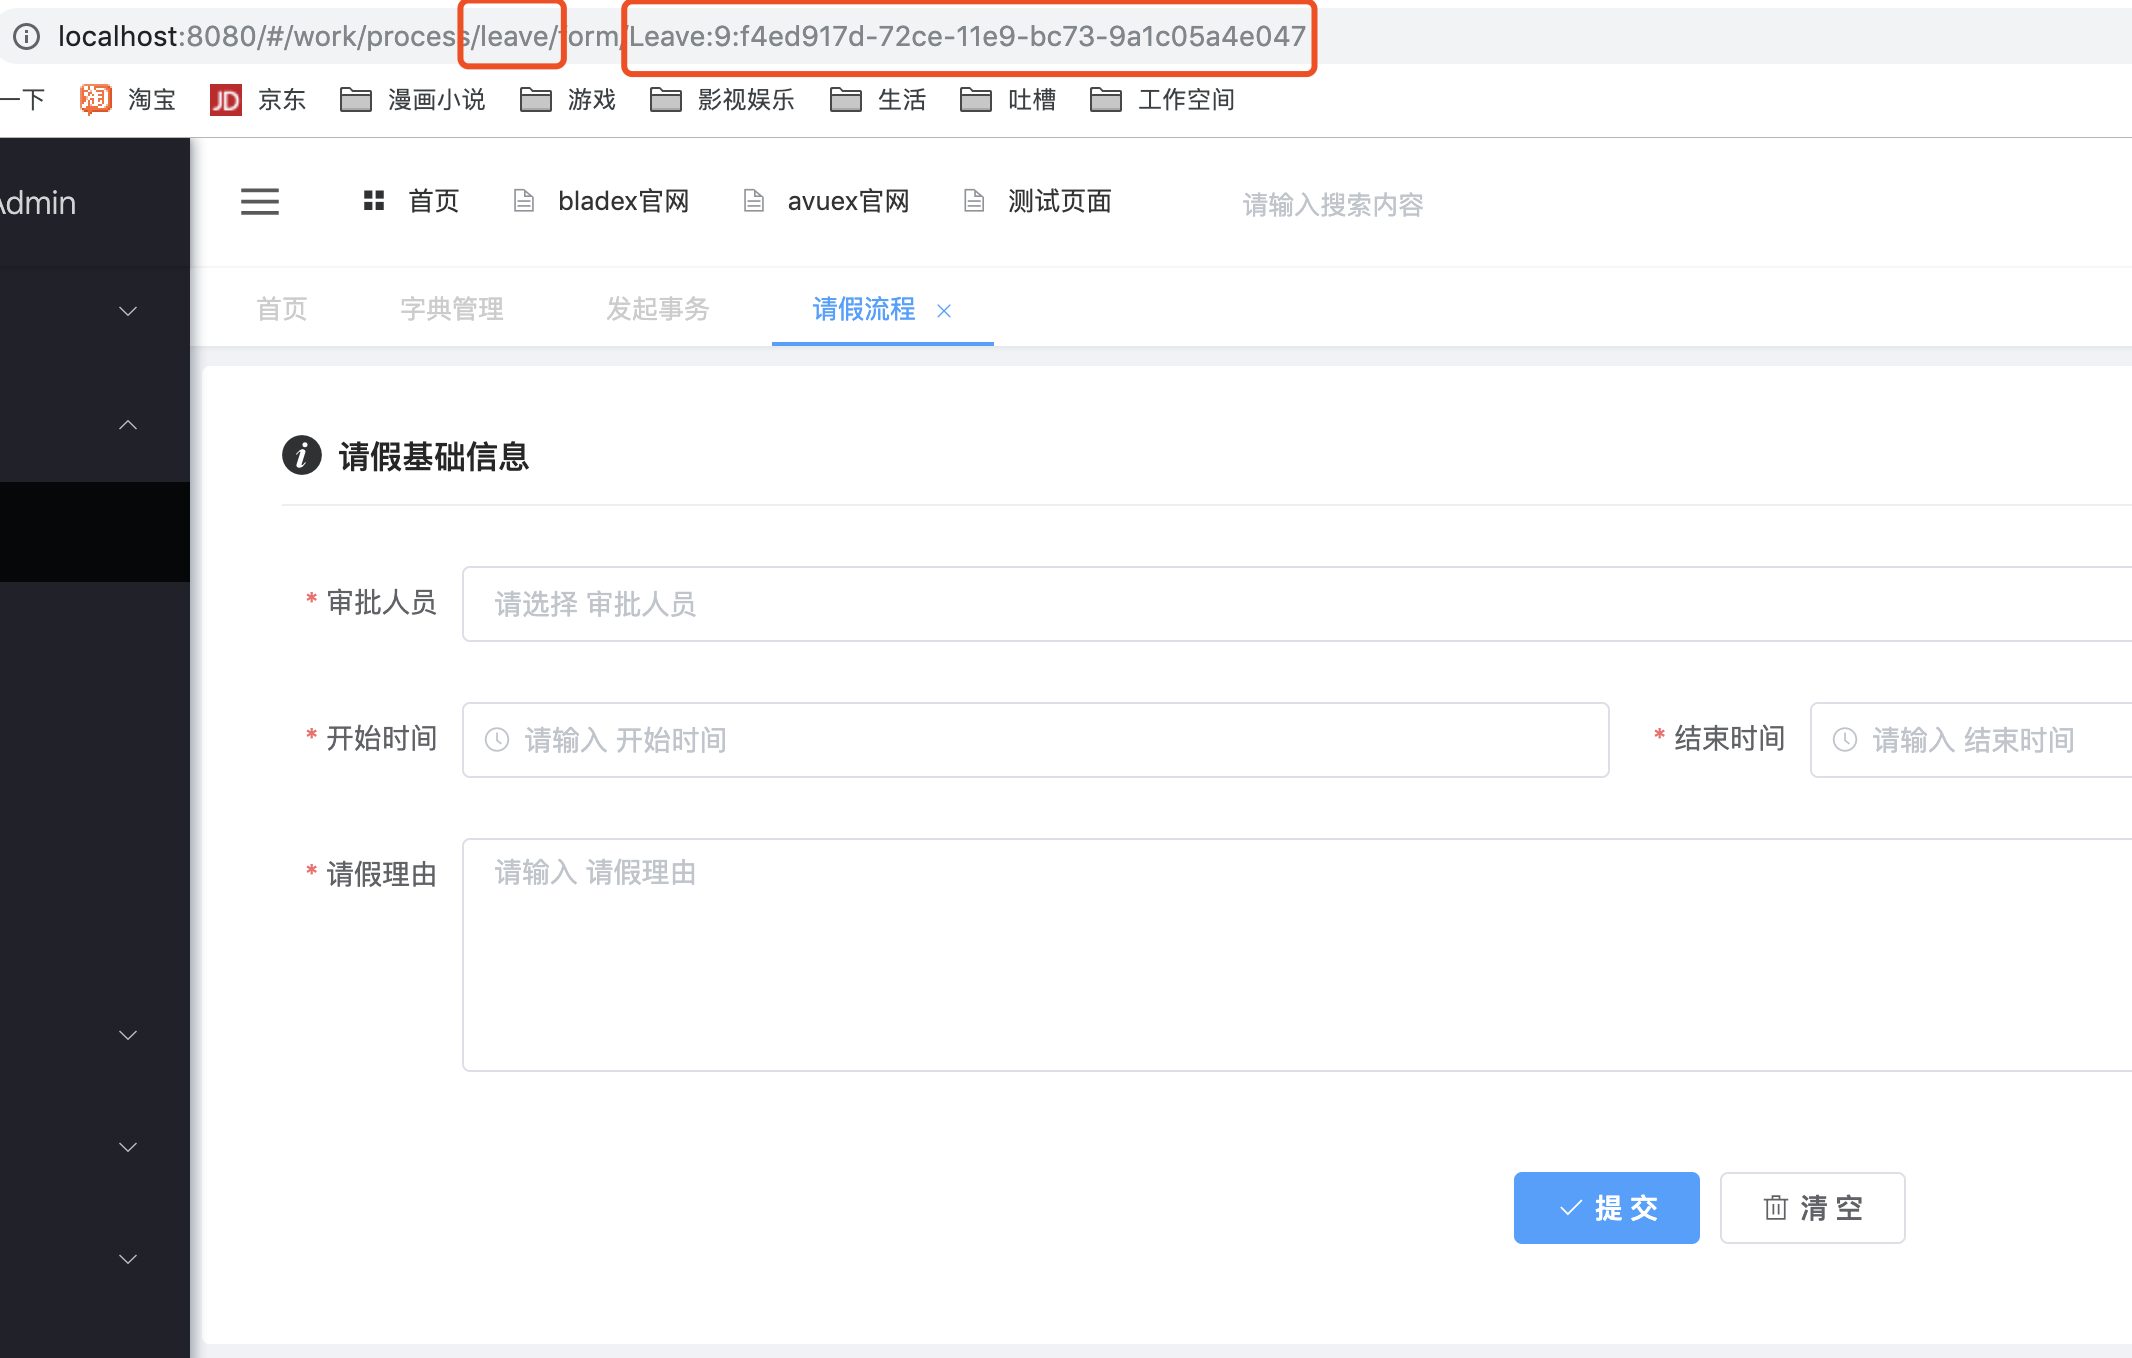 localhost:8080/#/work/process/leave/form/Leave:9:f4ed917d-72ce-11e9-bc73-9a1c05a4e047
一下 淘 淘宝 JD 京东 漫画小说 游戏 影视娱乐 生活 吐槽 工作空间
Admin 首页 bladex官网 avuex官网 测试页面 请输入搜索内容
首页 字典管理 发起事务 请假流程
请假基础信息
* 审批人员 请选择 审批人员
* 开始时间 请输入 开始时间 * 结束时间 请输入 结束时间
* 请假理由 请输入 请假理由
提 交 清 空